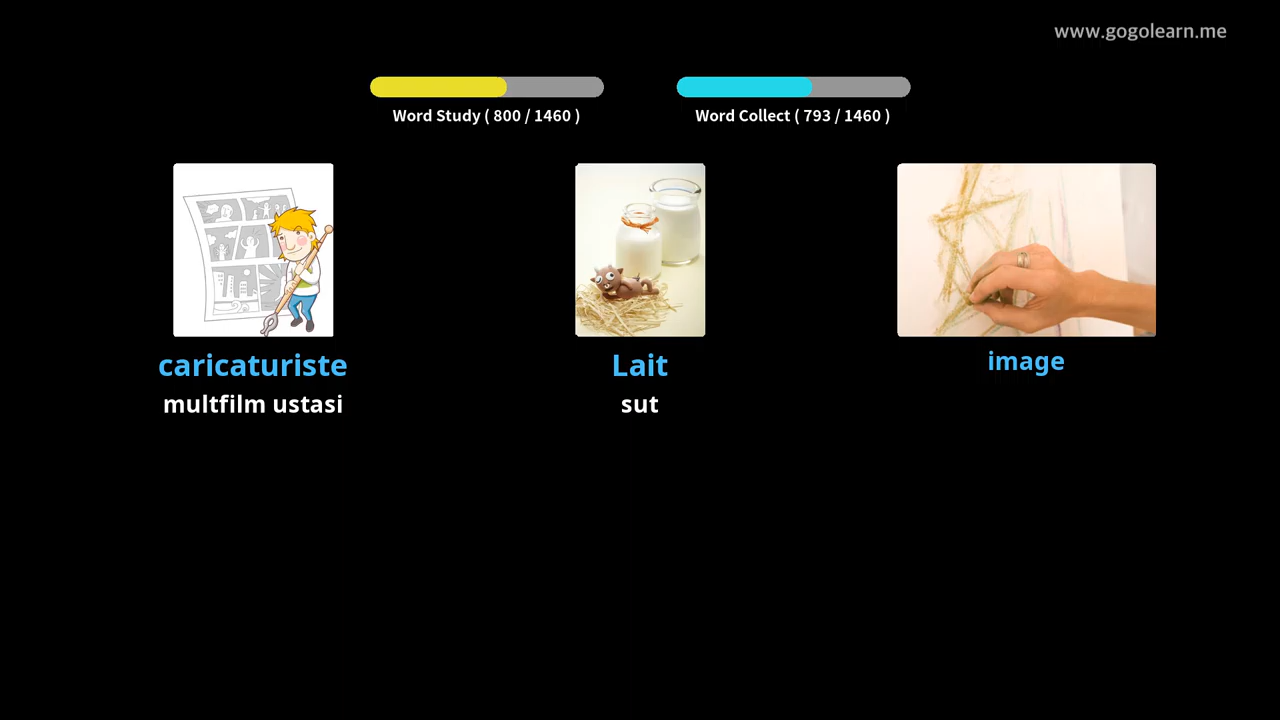 www.gogolearn.me
Word Study ( 800 / 1460 )
Word Collect ( 793 / 1460 )
caricaturiste
multfilm ustasi
Lait
sut
image